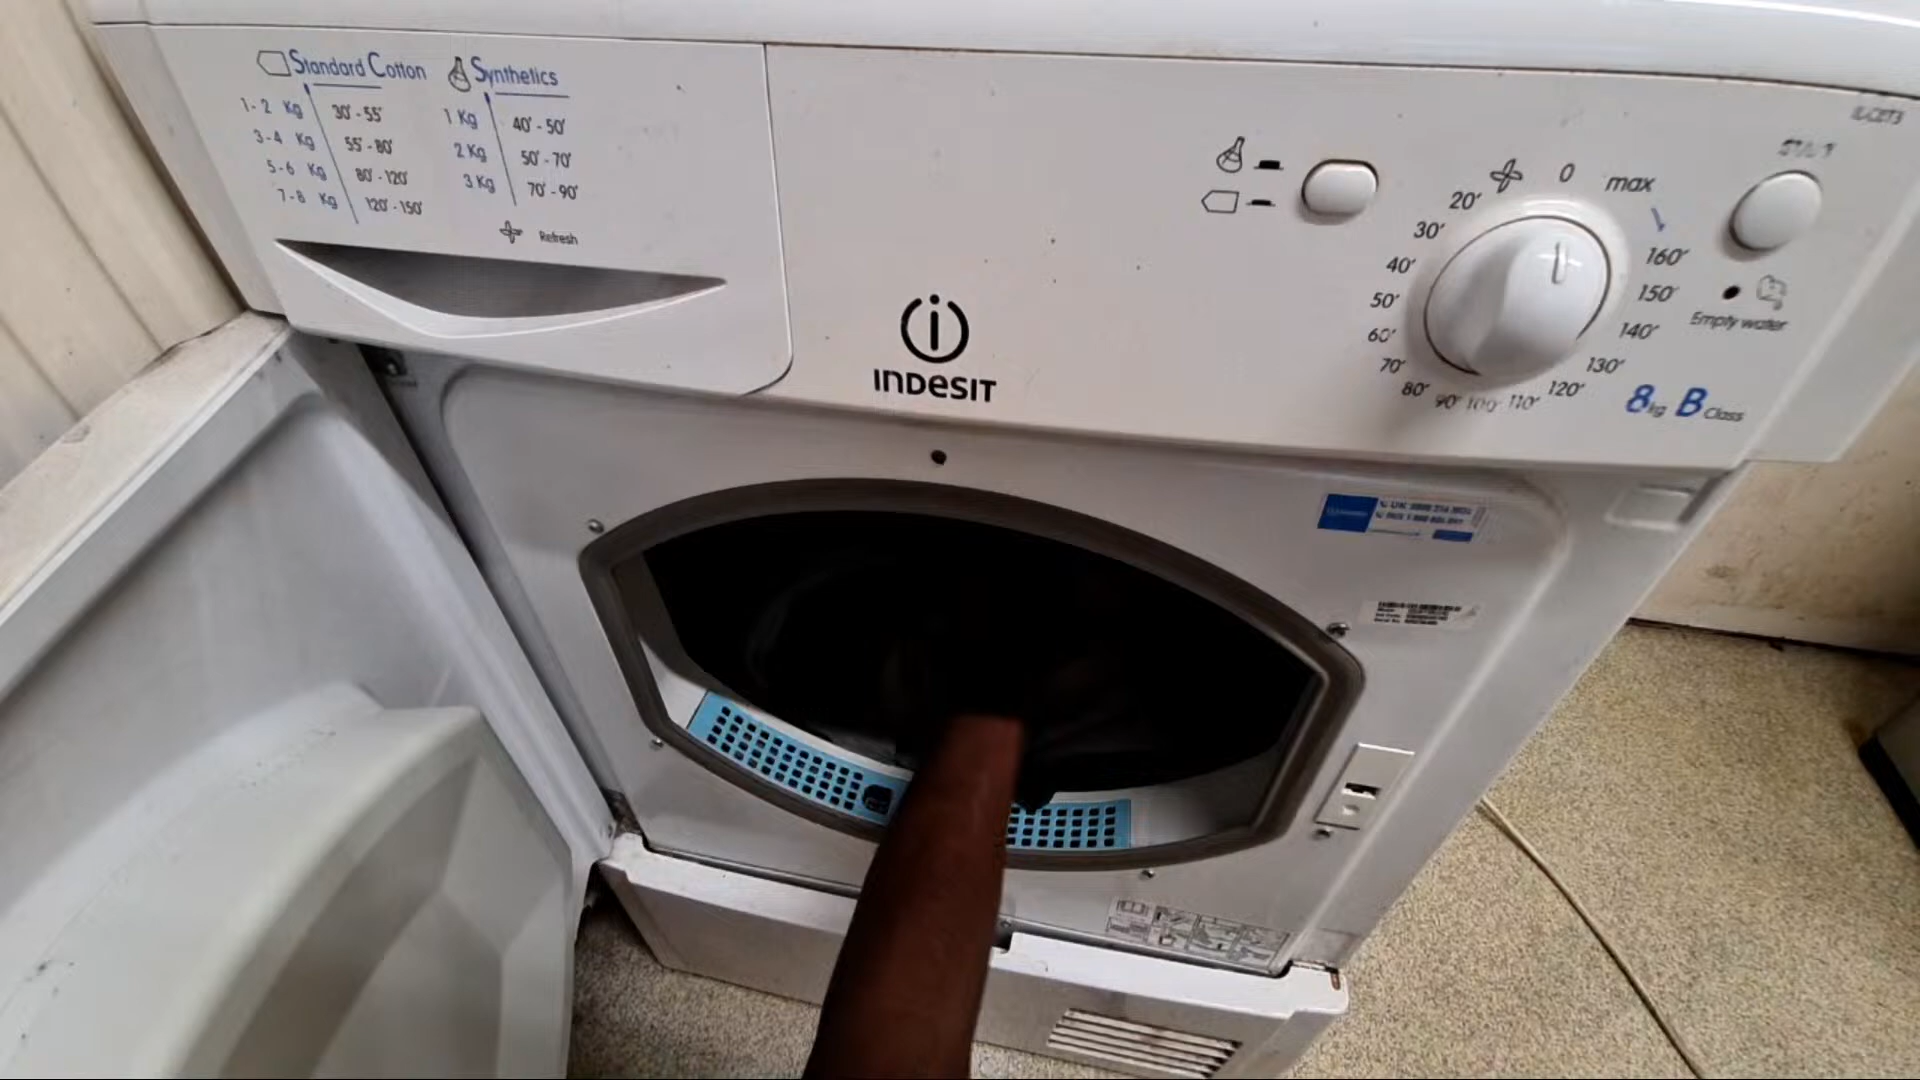 Standard Cotton
1-2 Kg 30'-55'
3-4 Kg 55'-80'
5-6 Kg 80'-120'
7-8 Kg 120'-150'
Synthetics
1 Kg 40'-50'
2 Kg 50'-70'
3 Kg 70'-90'
Refresh
INDESIT
0
max
160'
150'
140'
130'
120'
110'
100'
90'
80'
70'
60'
50'
40'
30'
20'
Empty water
8kg B Class